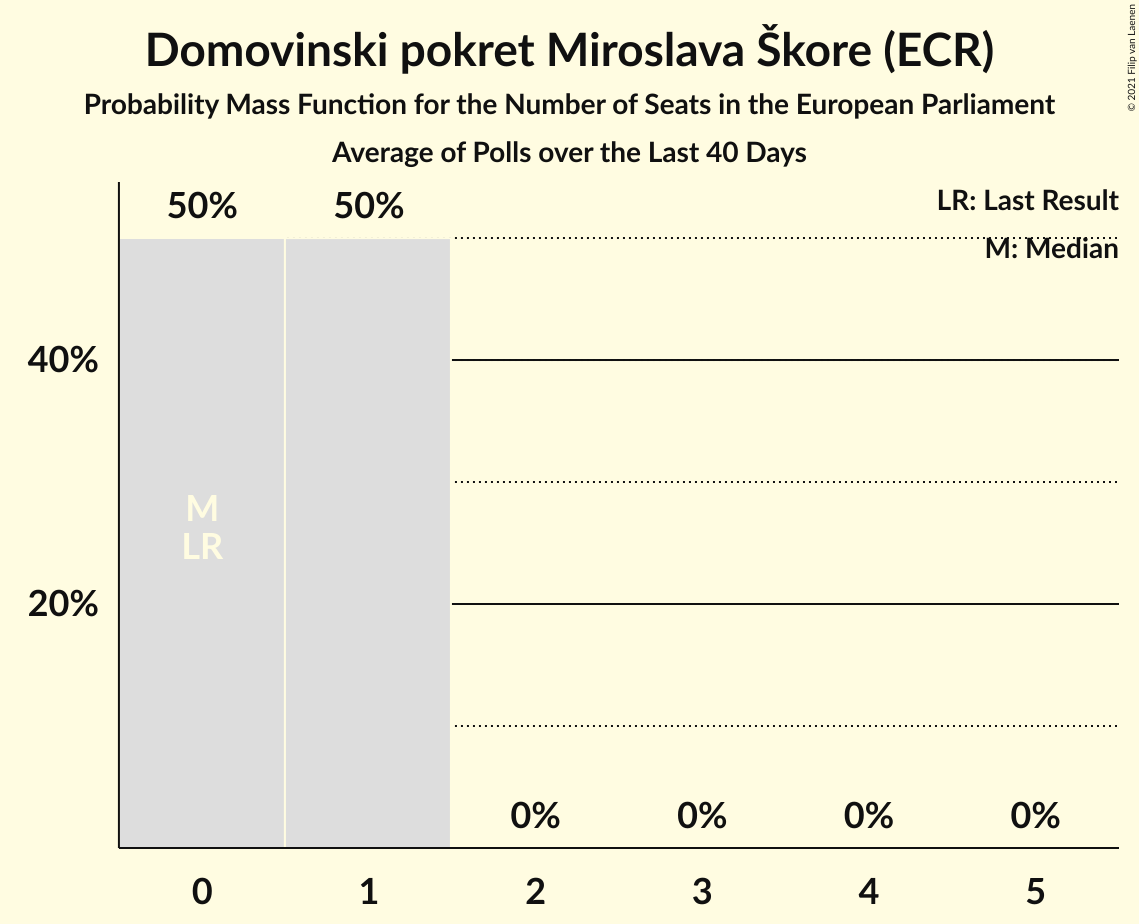 Domovinski pokret Miroslava Škore (ECR)
Probability Mass Function for the Number of Seats in the European Parliament
Average of Polls over the Last 40 Days
© 2021 Filip van Laenen
LR: Last Result
M: Median
50% 50%
40%
M
LR
20%
0% 0% 0% 0%
0 1 2 3 4 5